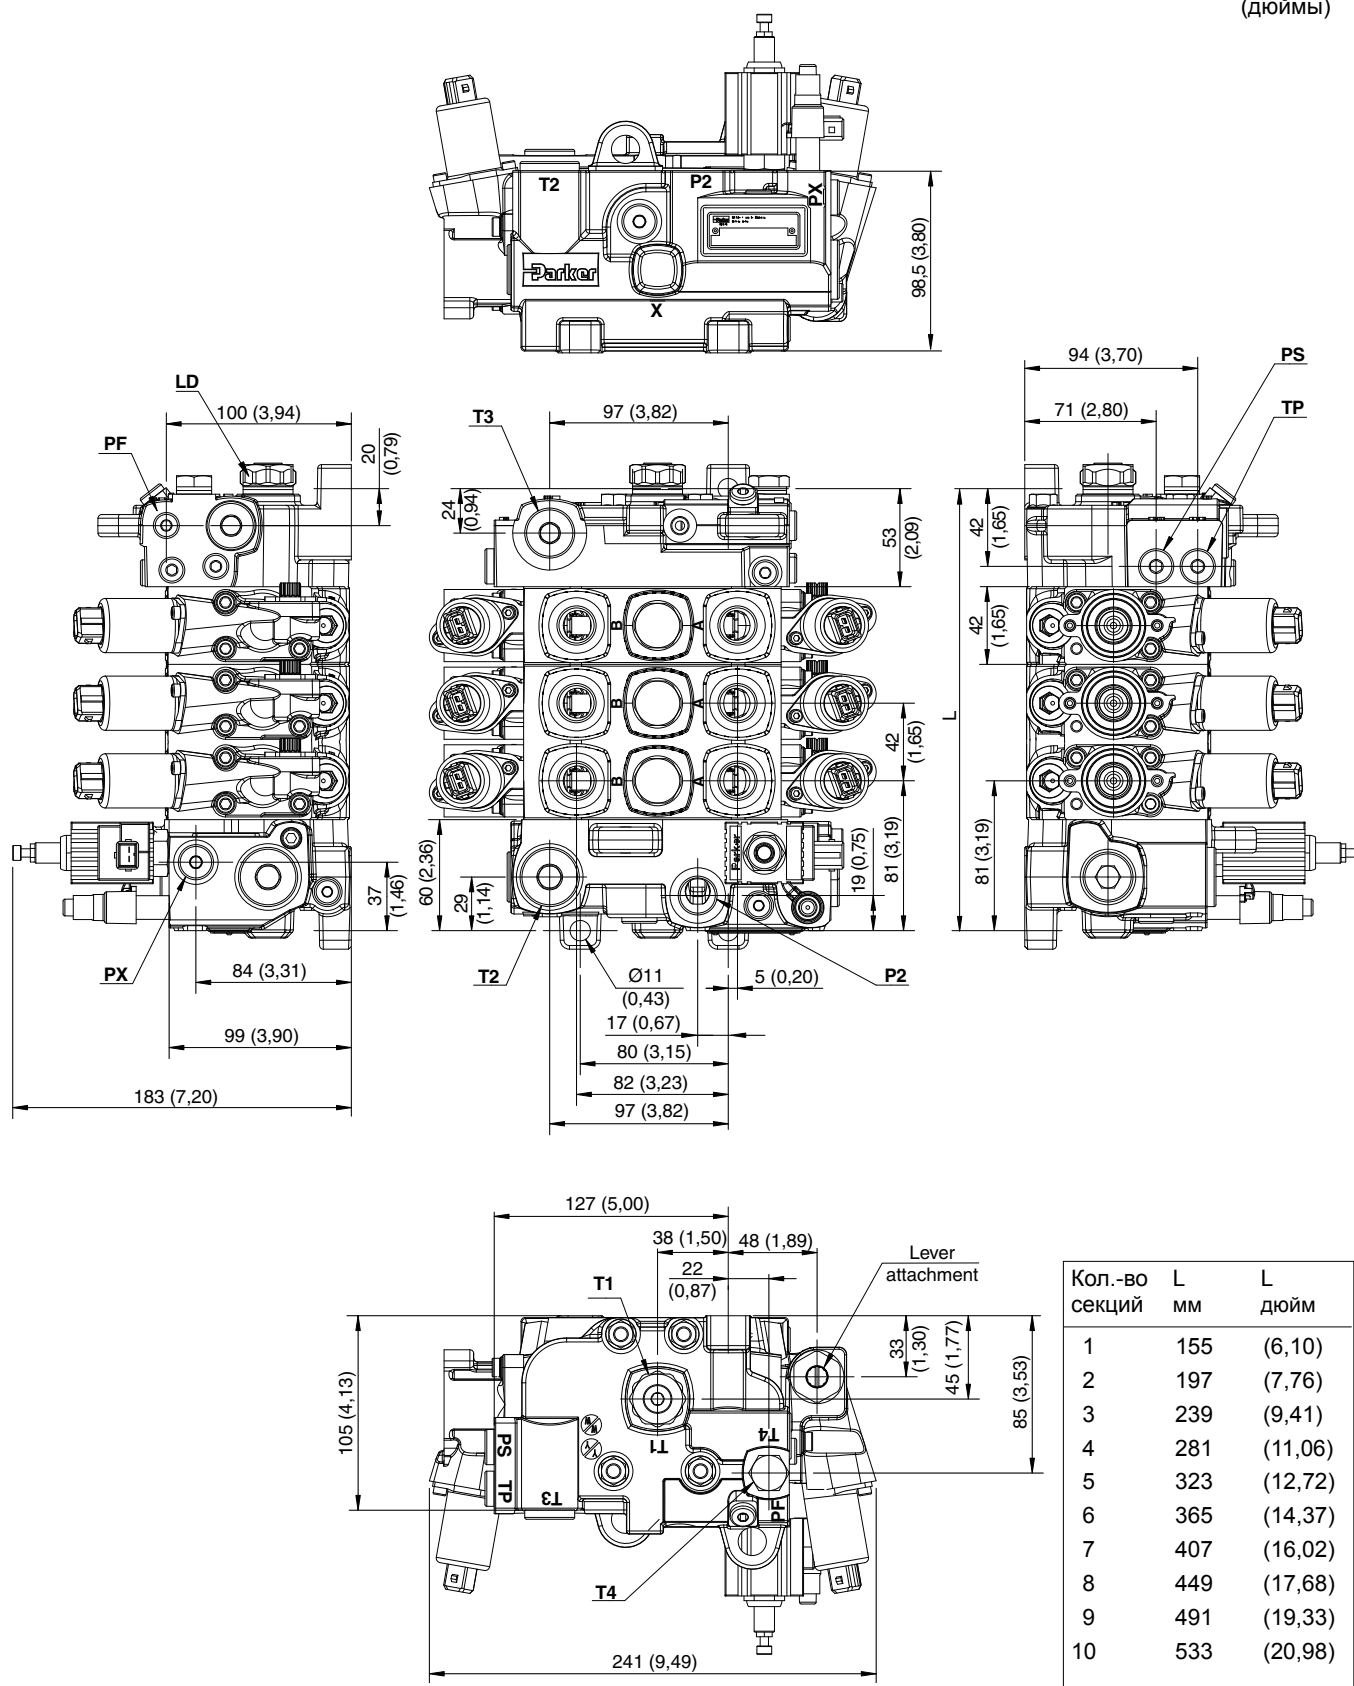 (дюймы)
T2
P2
PX
Parker
X
98,5 (3,80)
LD
100 (3,94)
PF
20
(0,79)
T3
97 (3,82)
24
(0,94)
53
(2,09)
94 (3,70)
PS
71 (2,80)
TP
42
(1,65)
42
(1,65)
L
B
A
B
A
B
A
42
(1,65)
81 (3,19)
19 (0,75)
60 (2,36)
29
(1,14)
Parker
81 (3,19)
37
(1,46)
PX
84 (3,31)
99 (3,90)
183 (7,20)
T2
Ø11
(0,43)
5 (0,20)
P2
17 (0,67)
80 (3,15)
82 (3,23)
97 (3,82)
127 (5,00)
38 (1,50)
48 (1,89)
22
(0,87)
Lever
attachment
T1
33
(1,30)
45 (1,77)
85 (3,53)
105 (4,13)
PS
TP
T3
T1
T4
PF
T4
241 (9,49)
Кол.-во L L
секций мм дюйм
1 155 (6,10)
2 197 (7,76)
3 239 (9,41)
4 281 (11,06)
5 323 (12,72)
6 365 (14,37)
7 407 (16,02)
8 449 (17,68)
9 491 (19,33)
10 533 (20,98)